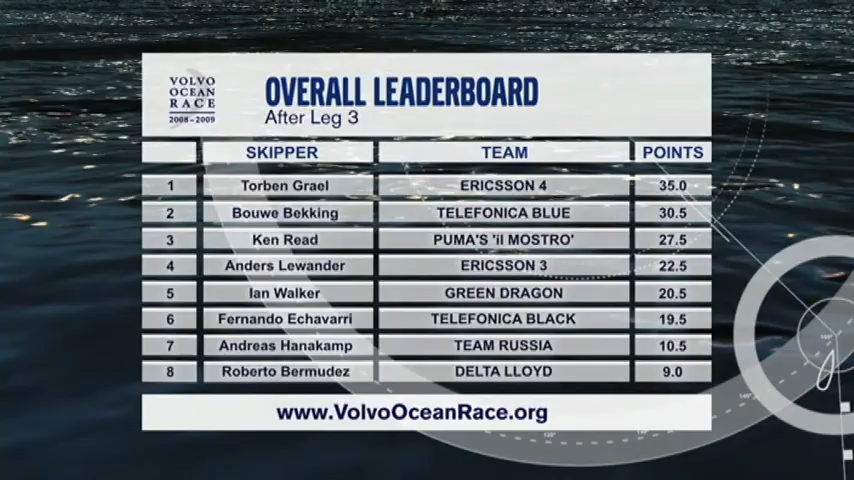 VOLVO
OCEAN
RACE
2008-2009
OVERALL LEADERBOARD
After Leg 3
SKIPPER TEAM POINTS
1 Torben Grael ERICSSON 4 35.0
2 Bouwe Bekking TELEFONICA BLUE 30.5
3 Ken Read PUMA'S 'il MOSTRO' 27.5
4 Anders Lewander ERICSSON 3 22.5
5 Ian Walker GREEN DRAGON 20.5
6 Fernando Echavarri TELEFONICA BLACK 19.5
7 Andreas Hanakamp TEAM RUSSIA 10.5
8 Roberto Bermudez DELTA LLOYD 9.0
www.VolvoOceanRace.org